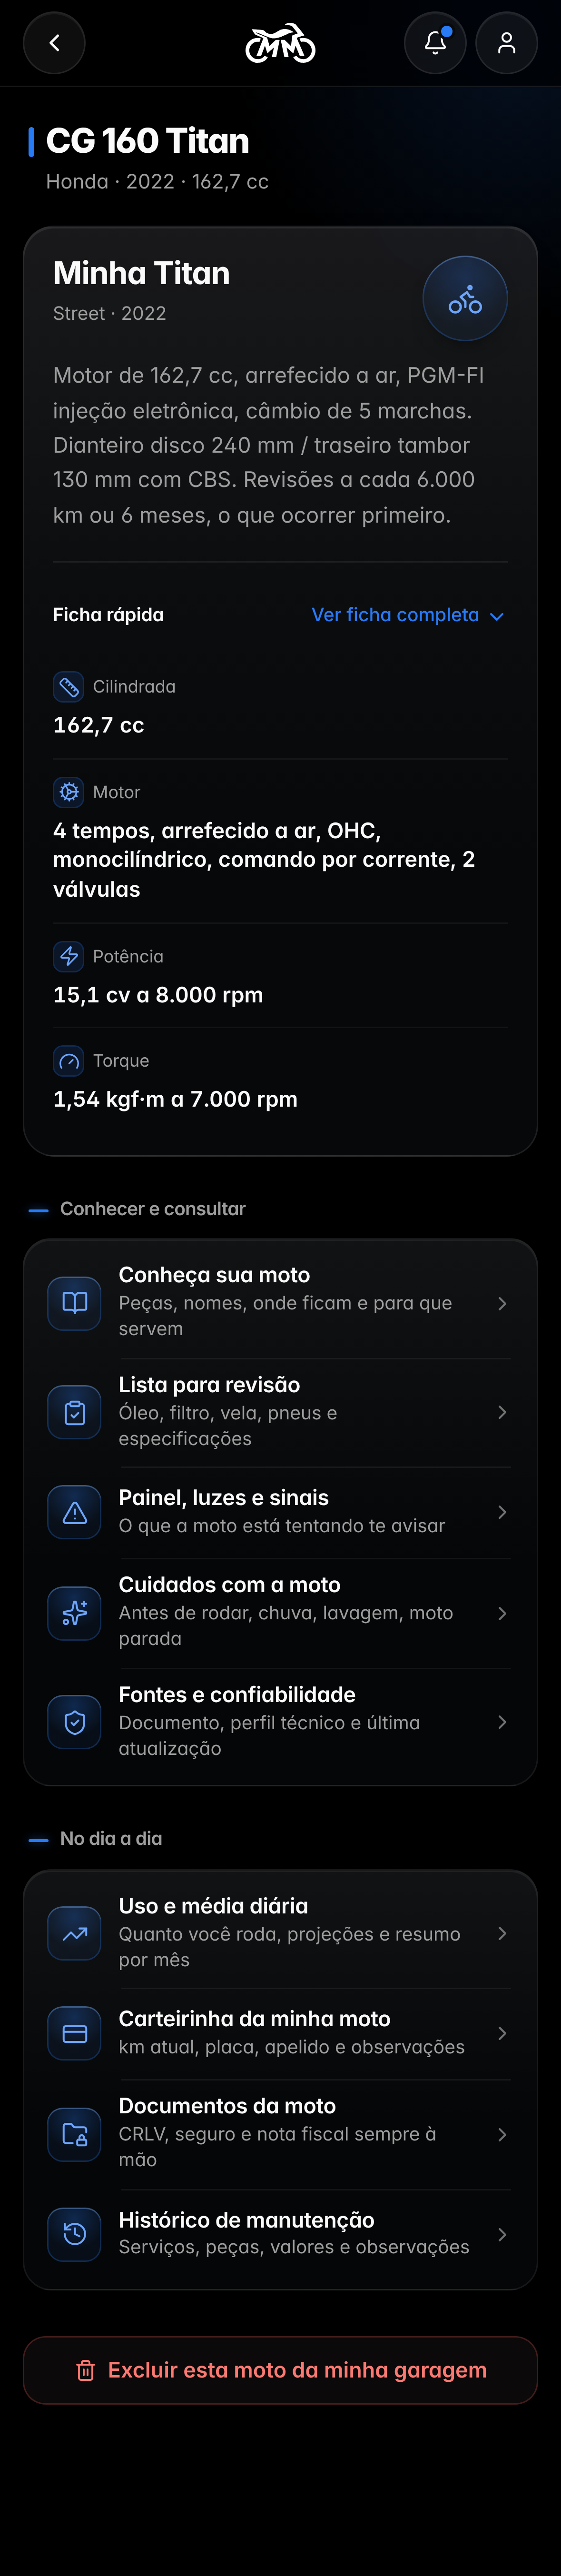 MM
CG 160 Titan
Honda · 2022 · 162,7 cc
Minha Titan
Street · 2022
Motor de 162,7 cc, arrefecido a ar, PGM-FI
injeção eletrônica, câmbio de 5 marchas.
Dianteiro disco 240 mm / traseiro tambor
130 mm com CBS. Revisões a cada 6.000
km ou 6 meses, o que ocorrer primeiro.
Ficha rápida
Ver ficha completa
Cilindrada
162,7 cc
Motor
4 tempos, arrefecido a ar, OHC,
monocilíndrico, comando por corrente, 2
válvulas
Potência
15,1 cv a 8.000 rpm
Torque
1,54 kgf·m a 7.000 rpm
Conhecer e consultar
Conheça sua moto
Peças, nomes, onde ficam e para que
servem
Lista para revisão
Óleo, filtro, vela, pneus e
especificações
Painel, luzes e sinais
O que a moto está tentando te avisar
Cuidados com a moto
Antes de rodar, chuva, lavagem, moto
parada
Fontes e confiabilidade
Documento, perfil técnico e última
atualização
No dia a dia
Uso e média diária
Quanto você roda, projeções e resumo
por mês
Carteirinha da minha moto
km atual, placa, apelido e observações
Documentos da moto
CRLV, seguro e nota fiscal sempre à
mão
Histórico de manutenção
Serviços, peças, valores e observações
Excluir esta moto da minha garagem